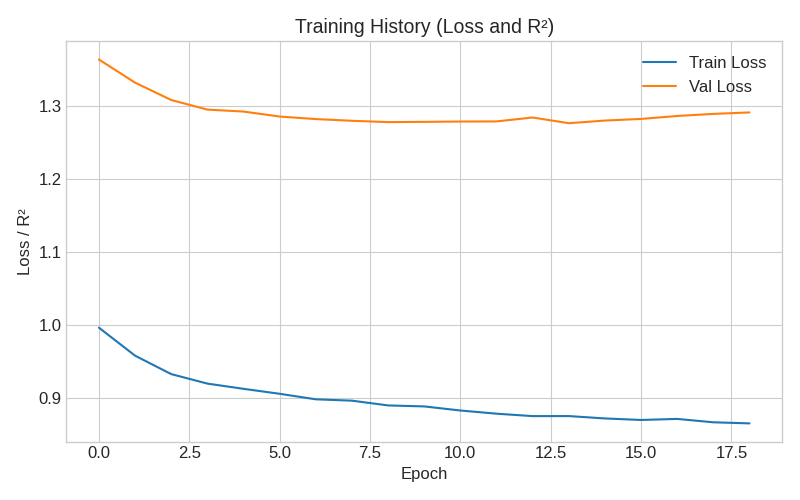 Training History (Loss and R²)
Train Loss
Val Loss
Loss / R²
1.3
1.2
1.1
1.0
0.9
0.0 2.5 5.0 7.5 10.0 12.5 15.0 17.5
Epoch